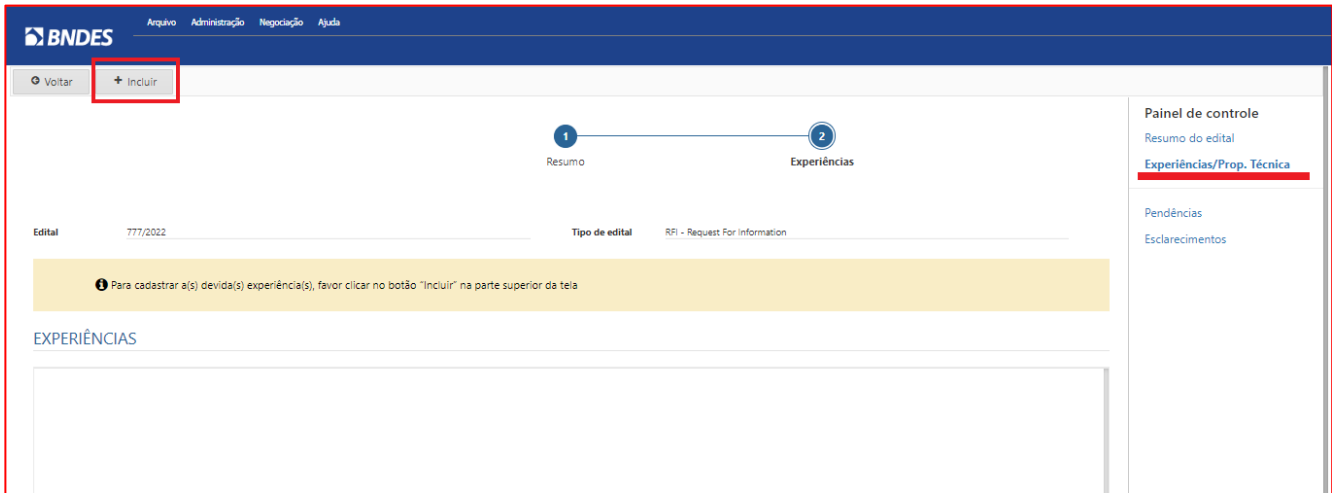 BNDES
Arquivo Administração Negociação Ajuda
Voltar + Incluir
1 2
Resumo Experiências
Edital 777/2022 Tipo de edital RFI - Request For Information
Para cadastrar a(s) devida(s) experiência(s), favor clicar no botão "Incluir" na parte superior da tela
EXPERIÊNCIAS
Painel de controle
Resumo do edital
Experiências/Prop. Técnica
Pendências
Esclarecimentos